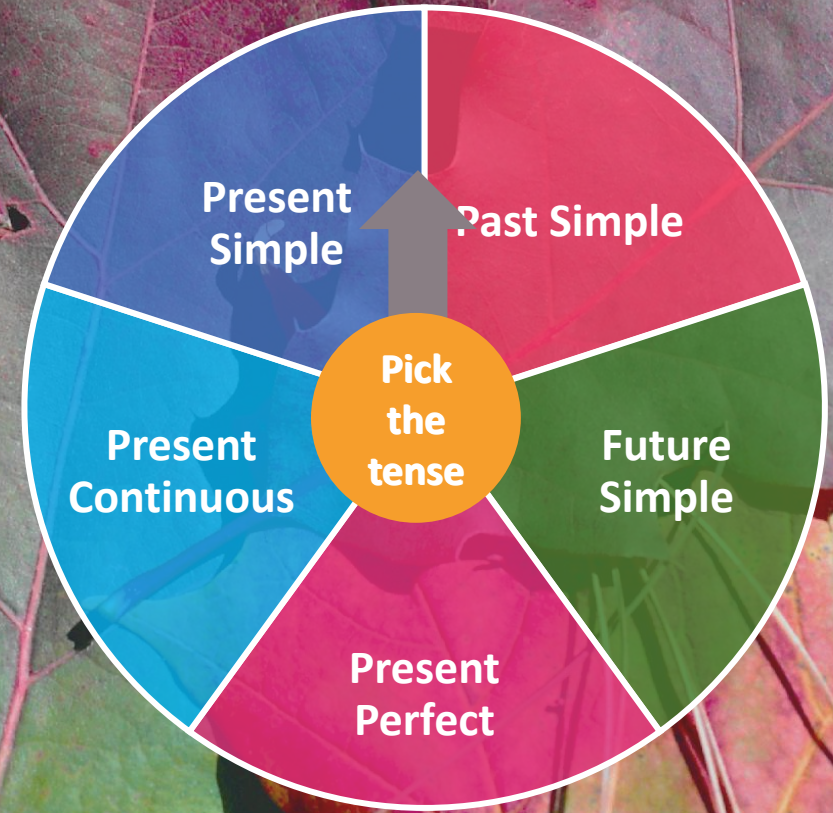 Present
Simple
Past Simple
Pick
the
tense
Present
Continuous
Future
Simple
Present
Perfect